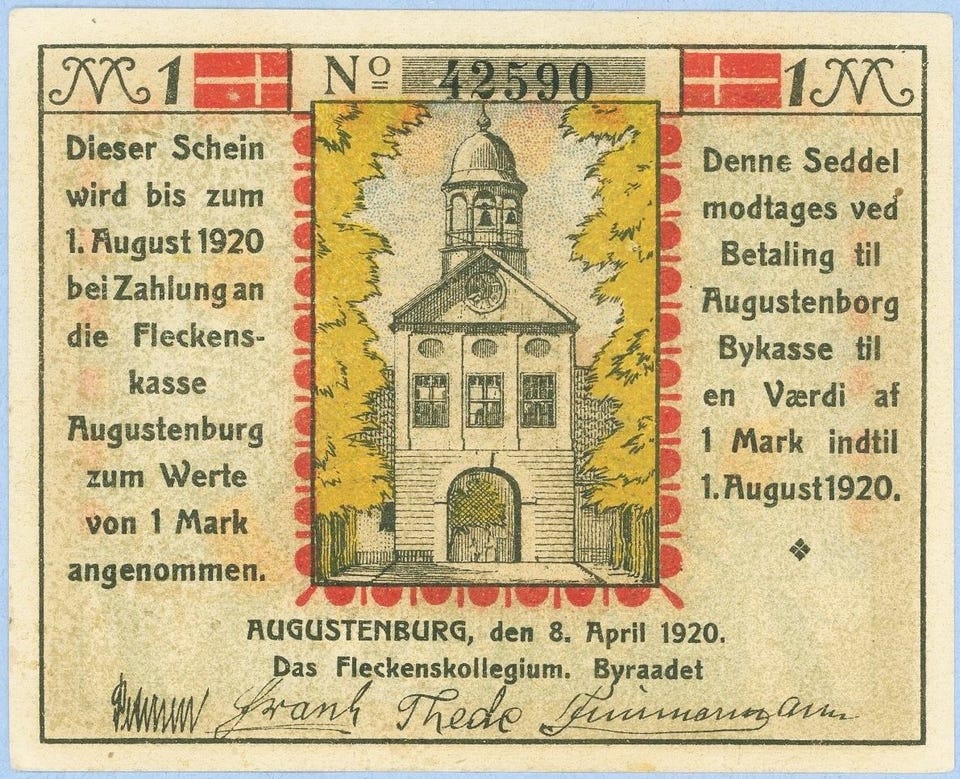 M 1 Nº 42590 1 M
Dieser Schein
wird bis zum
1. August 1920
bei Zahlung an
die Fleckens-
kasse
Augustenburg
zum Werte
von 1 Mark
angenommen.
Denne Seddel
modtages ved
Betaling til
Augustenborg
Bykasse til
en Værdi af
1 Mark indtil
1. August 1920.
AUGUSTENBURG, den 8. April 1920.
Das Fleckenskollegium. Byraadet
Frank Thede